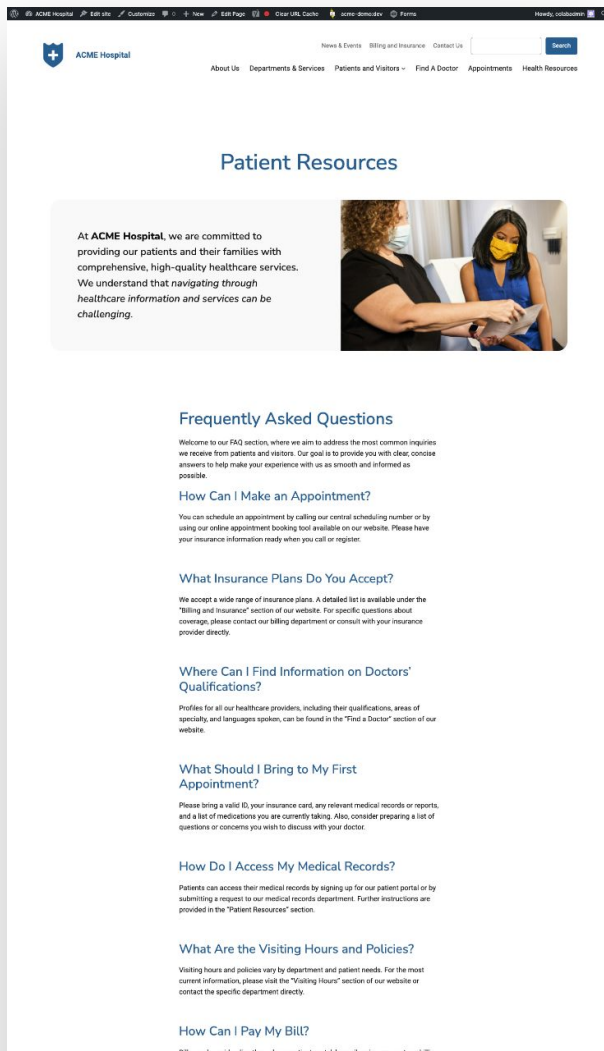 ACME Hospital Edit site Customize 0 New Edit Page Clear URL Cache acme-demo.dev Forms Howdy, colabadmin
News & Events Billing and Insurance Contact Us Search
ACME Hospital
About Us Departments & Services Patients and Visitors Find A Doctor Appointments Health Resources
Patient Resources
At ACME Hospital, we are committed to
providing our patients and their families with
comprehensive, high-quality healthcare services.
We understand that navigating through
healthcare information and services can be
challenging.
Frequently Asked Questions
Welcome to our FAQ section, where we aim to address the most common inquiries
we receive from patients and visitors. Our goal is to provide you with clear, concise
answers to help make your experience with us as smooth and informed as
possible.
How Can I Make an Appointment?
You can schedule an appointment by calling our central scheduling number or by
using our online appointment booking tool available on our website. Please have
your insurance information ready when you call or register.
What Insurance Plans Do You Accept?
We accept a wide range of insurance plans. A detailed list is available under the
"Billing and Insurance" section of our website. For specific questions about
coverage, please contact our billing department or consult with your insurance
provider directly.
Where Can I Find Information on Doctors'
Qualifications?
Profiles for all our healthcare providers, including their qualifications, areas of
specialty, and languages spoken, can be found in the "Find a Doctor" section of our
website.
What Should I Bring to My First
Appointment?
Please bring a valid ID, your insurance card, any relevant medical records or reports,
and a list of medications you are currently taking. Also, consider preparing a list of
questions or concerns you wish to discuss with your doctor.
How Do I Access My Medical Records?
Patients can access their medical records by signing up for our patient portal or by
submitting a request to our medical records department. Further instructions are
provided in the "Patient Resources" section.
What Are the Visiting Hours and Policies?
Visiting hours and policies vary by department and patient needs. For the most
current information, please visit the "Visiting Hours" section of our website or
contact the specific department directly.
How Can I Pay My Bill?